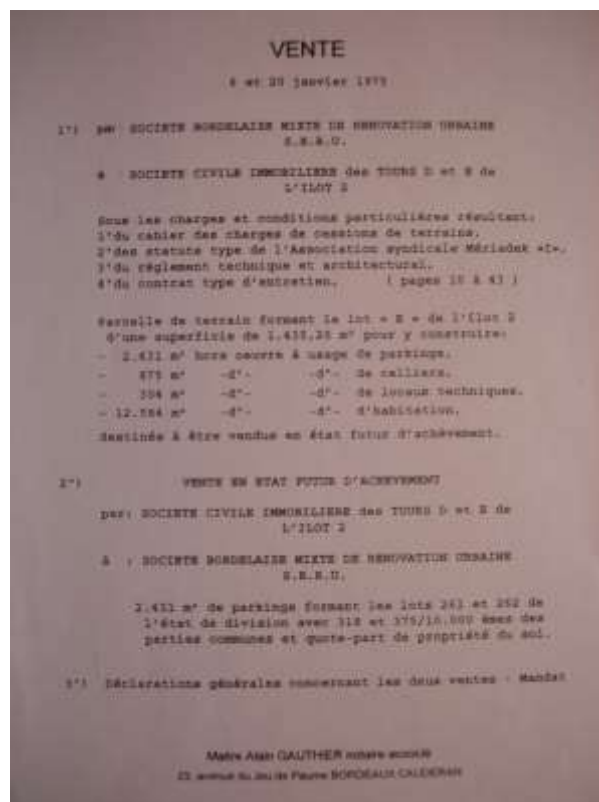 VENTE
6 et 20 janvier 1975
1°) par SOCIETE BORDELAISE MIXTE DE RENOVATION URBAINE
S.B.R.U.
à SOCIETE CIVILE IMMOBILIERE des TOURS D et E de
L'ILOT 2
Sous les charges et conditions particulières résultant:
1°du cahier des charges de cessions de terrains.
2°des statuts type de l'Association syndicale Mériadek «I».
3°du règlement technique et architectural.
4°du contrat type d'entretien. ( pages 10 à 43 )
Parcelle de terrain formant le lot « E » de l'îlot 2
d'une superficie de 1.435,20 m² pour y construire:
- 2.431 m² hors oeuvre à usage de parkings.
- 875 m² -d°- -d°- de celliers.
- 304 m² -d°- -d°- de locaux techniques.
- 12.584 m² -d°- -d°- d'habitation.
destinés à être vendus en état futur d'achèvement.
2°) VENTE EN ETAT FUTUR D'ACHEVEMENT
par: SOCIETE CIVILE IMMOBILIERE des TOURS D et E de
L'ILOT 2
à : SOCIETE BORDELAISE MIXTE DE RENOVATION URBAINE
S.B.R.U.
2.431 m² de parkings formant les lots 261 et 262 de
l'état de division avec 318 et 375/10.000 èmes des
parties communes et quote-part de propriété du sol.
3°) Déclarations générales concernant les deux ventes - Mandat
Maître Alain GAUTHIER notaire associé
23, avenue du Jeu de Paume BORDEAUX CAUDERAN